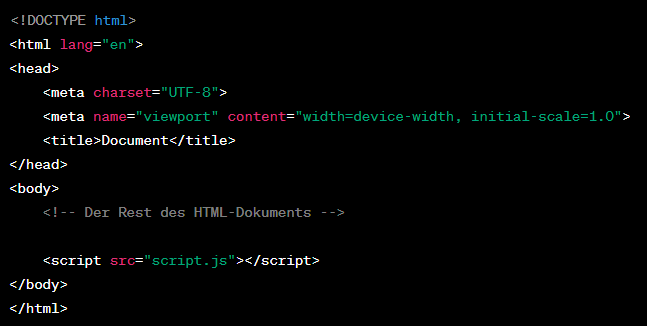 <!DOCTYPE html>
<html lang="en">
<head>
    <meta charset="UTF-8">
    <meta name="viewport" content="width=device-width, initial-scale=1.0">
    <title>Document</title>
</head>
<body>
    <!-- Der Rest des HTML-Dokuments -->

    <script src="script.js"></script>
</body>
</html>